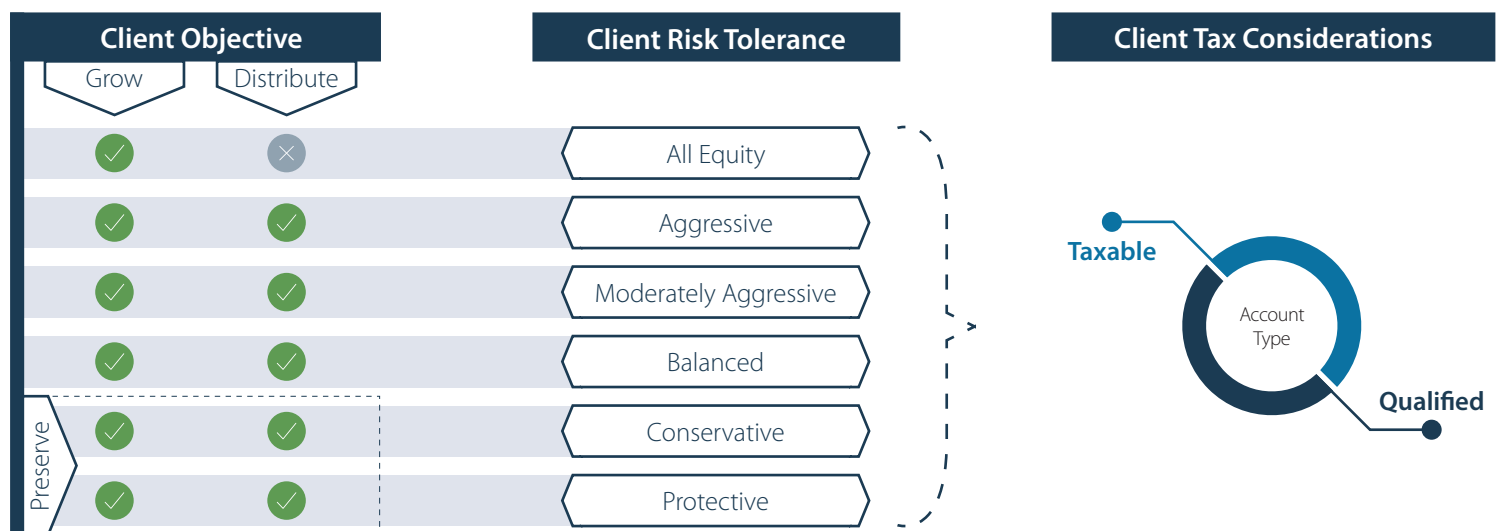 Client Objective
Client Risk Tolerance
Client Tax Considerations
Grow
Distribute
All Equity
Aggressive
Moderately Aggressive
Balanced
Conservative
Protective
Preserve
Taxable
Account
Type
Qualified